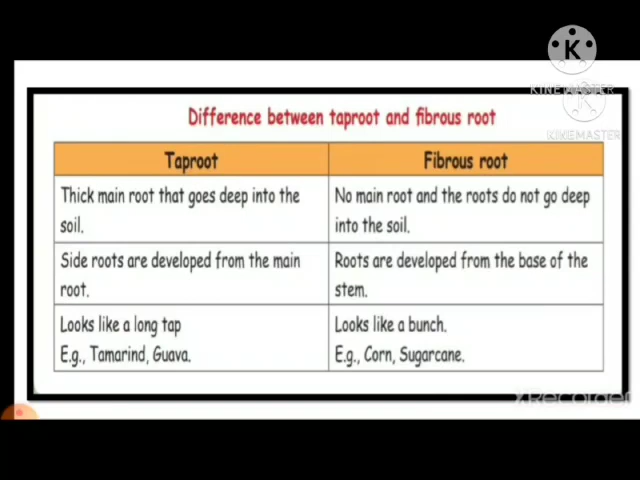 K
KINEMASTER
KINEMASTER
Difference between taproot and fibrous root
Taproot
Fibrous root
Thick main root that goes deep into the
soil.
No main root and the roots do not go deep
into the soil.
Side roots are developed from the main
root.
Roots are developed from the base of the
stem.
Looks like a long tap
E.g., Tamarind, Guava.
Looks like a bunch.
E.g., Corn, Sugarcane.
XRecorder